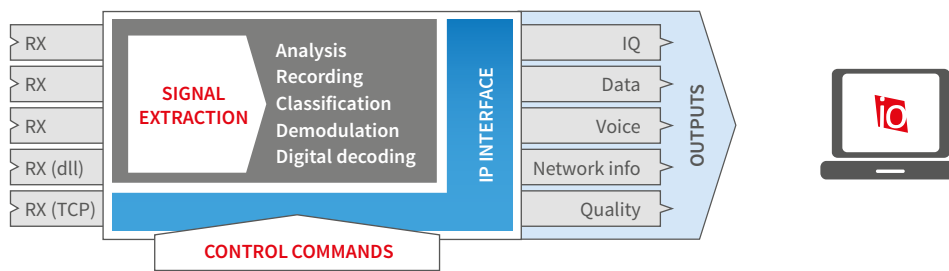 RX
RX
RX
RX (dll)
RX (TCP)
SIGNAL
EXTRACTION
Analysis
Recording
Classification
Demodulation
Digital decoding
IP INTERFACE
CONTROL COMMANDS
IQ
Data
Voice
Network info
Quality
OUTPUTS
io